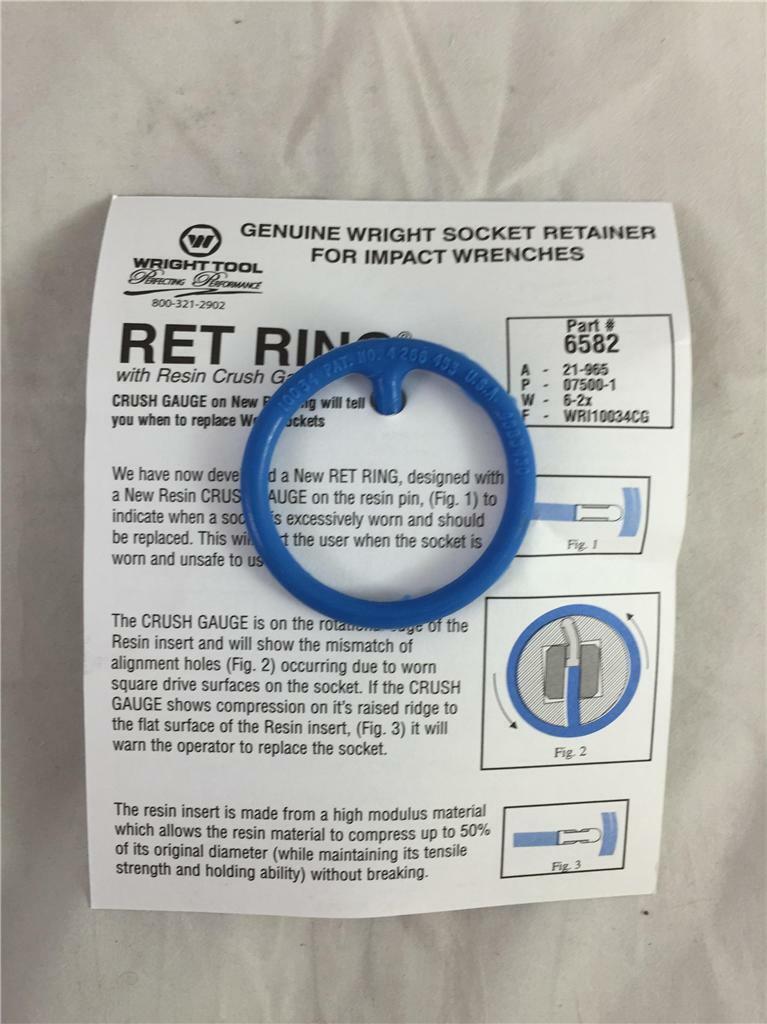 W
WRIGHT TOOL
PERFECTING PERFORMANCE
800-321-2902
GENUINE WRIGHT SOCKET RETAINER
FOR IMPACT WRENCHES
RET RING
with Resin Crush
CRUSH GAUGE on New will tell
you when to replace
Part #
6582
A - 21-965
P - 07500-1
W - 6-2x
F - WRI10034CG
10034 PAT. NO. 4 266 453 U.S.A.
We have now a New RET RING, designed with
a New Resin GAUGE on the resin pin, (Fig. 1) to
indicate when a is excessively worn and should
be replaced. This the user when the socket is
worn and unsafe to
Fig. 1
The CRUSH GAUGE is on the of the
Resin insert and will show the mismatch of
alignment holes (Fig. 2) occurring due to worn
square drive surfaces on the socket. If the CRUSH
GAUGE shows compression on it's raised ridge to
the flat surface of the Resin insert, (Fig. 3) it will
warn the operator to replace the socket.
Fig. 2
The resin insert is made from a high modulus material
which allows the resin material to compress up to 50%
of its original diameter (while maintaining its tensile
strength and holding ability) without breaking.
Fig. 3